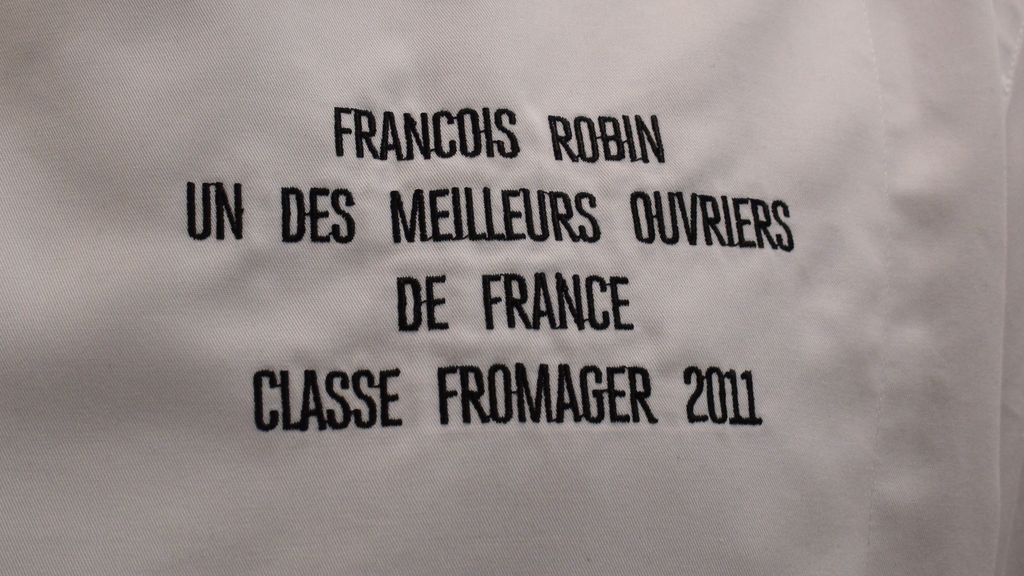 FRANCOIS ROBIN
UN DES MEILLEURS OUVRIERS
DE FRANCE
CLASSE FROMAGER 2011